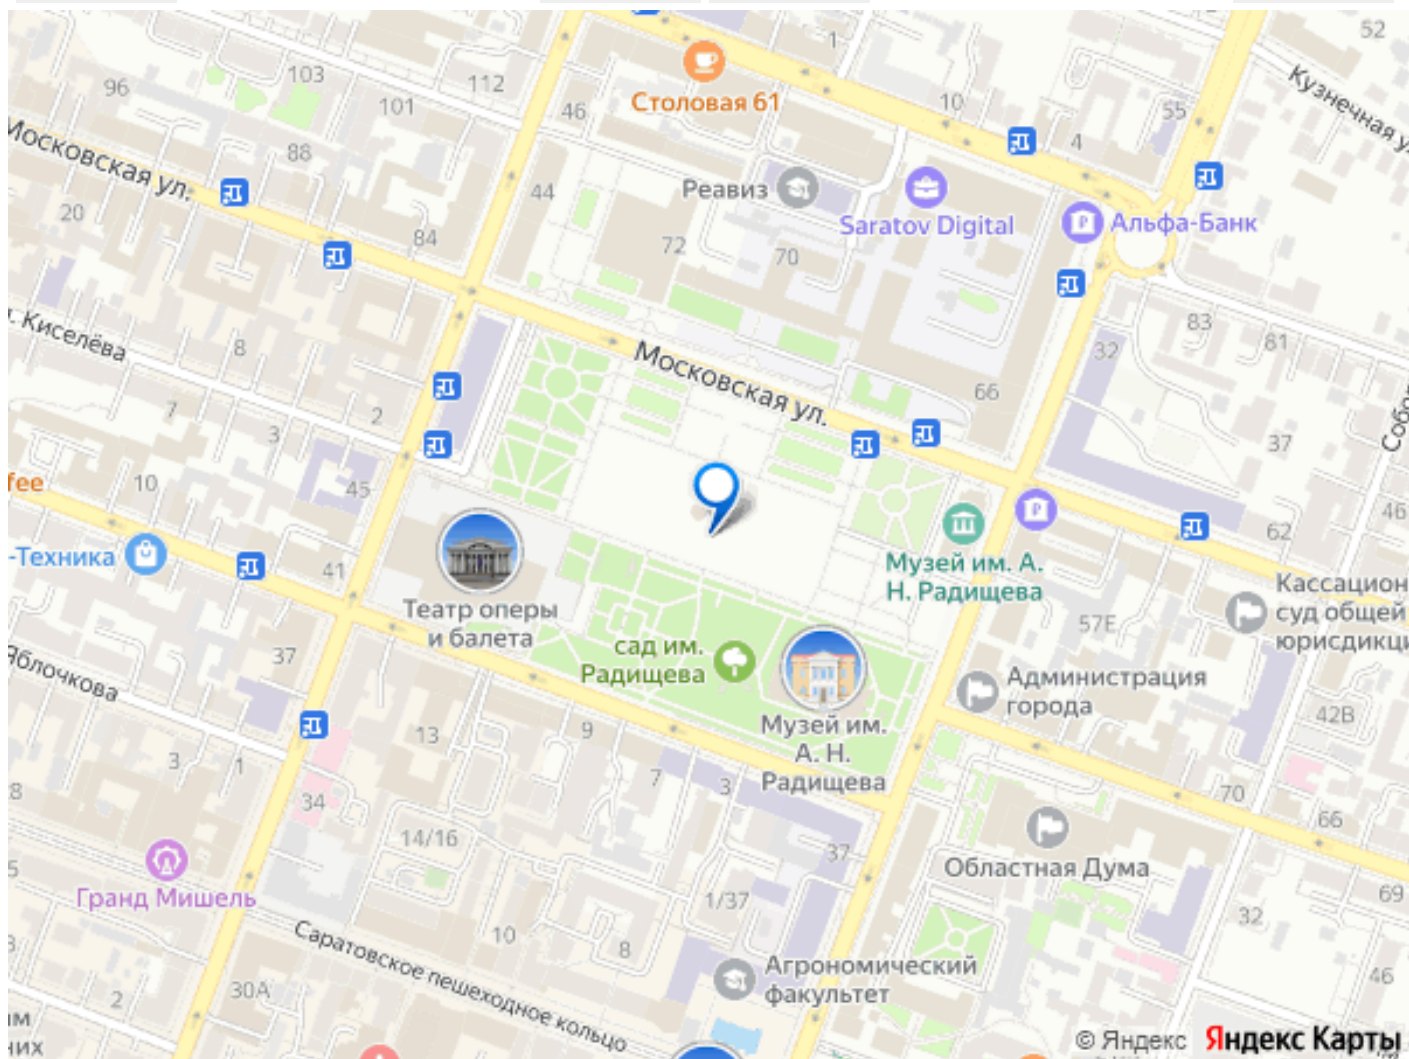 52
1
103
112
96
101
Столовая 61
46
10
55
Кузнечная у
4
Московская ул.
88
Реавиз
44
20
Saratov Digital
Альфа-Банк
84
72
70
. Киселёва
83
81
8
32
Московская ул.
66
7
2
3
37
fee
10
45
46
62
-Техника
41
Музей им. А.
Н. Радищева
Кассацион
суд общей
юрисдикци
Театр оперы
и балета
57Е
сад им.
Радищева
Яблочкова
37
Администрация
города
42В
13
9
Музей им.
А. Н.
Радищева
3
1
7
3
8
34
70
66
14/16
37
Областная Дума
Гранд Мишель
5
1/37
69
32
Саратовское пешеходное кольцо
10
8
3
30А
2
Агрономический
факультет
46
им
них
© Яндекс Яндекс Карты